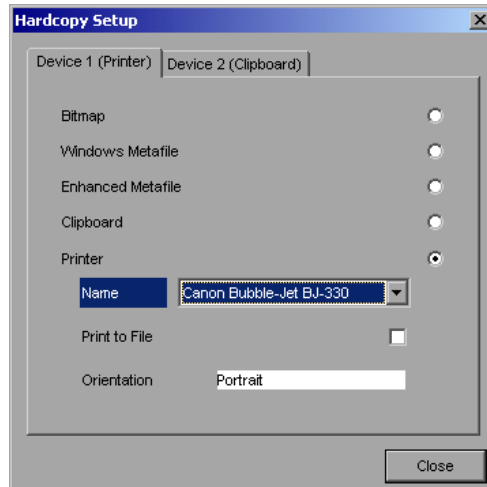 Hardcopy Setup
Device 1 (Printer) Device 2 (Clipboard)
Bitmap
Windows Metafile
Enhanced Metafile
Clipboard
Printer
Name Canon Bubble-Jet BJ-330
Print to File
Orientation Portrait
Close